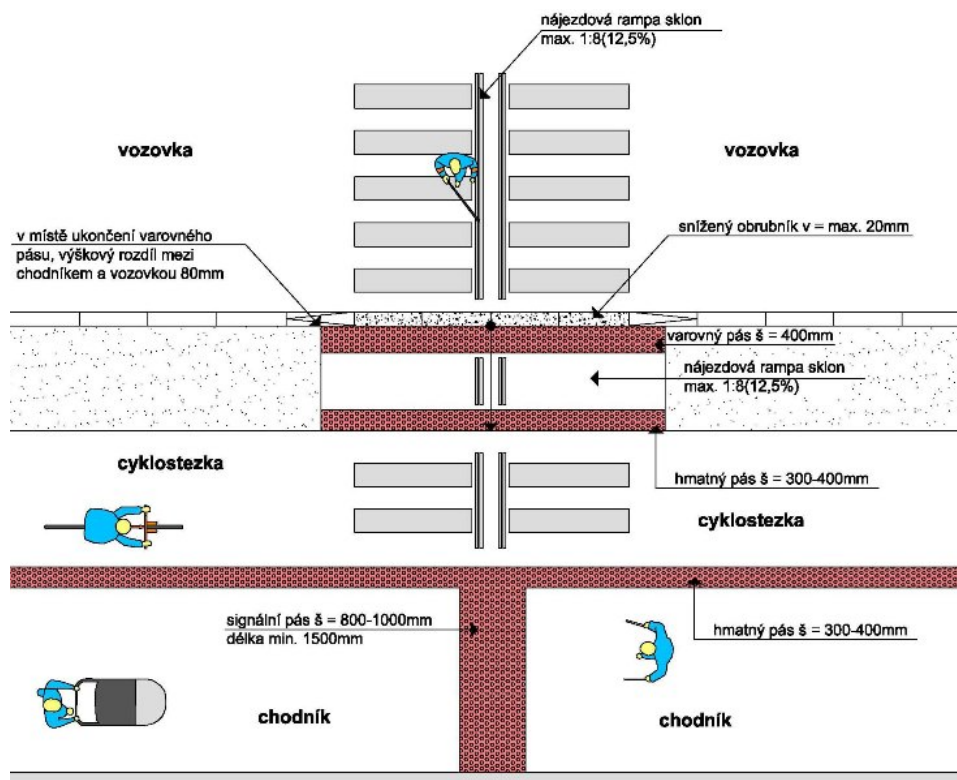 nájezdová rampa sklon
max. 1:8(12,5%)
vozovka
vozovka
v místě ukončení varovného
pásu, výškový rozdíl mezi
chodníkem a vozovkou 80mm
snížený obrubník v = max. 20mm
varovný pás š = 400mm
nájezdová rampa sklon
max. 1:8(12,5%)
cyklostezka
hmatný pás š = 300-400mm
cyklostezka
signální pás š = 800-1000mm
délka min. 1500mm
hmatný pás š = 300-400mm
chodník
chodník